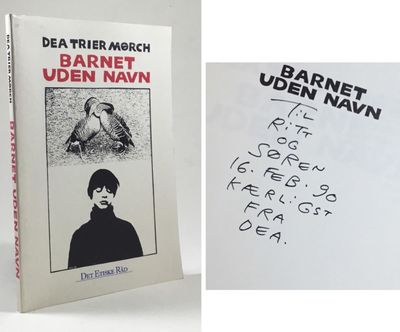 DEA TRIER MØRCH
BARNET UDEN NAVN
DEA TRIER MØRCH
BARNET
UDEN NAVN
DET ETISKE RÅD
BARNET
UDEN NAVN
TIL
RITT
OG
SØREN
16. FEB. 90
KÆRLIGST
FRA
DEA.